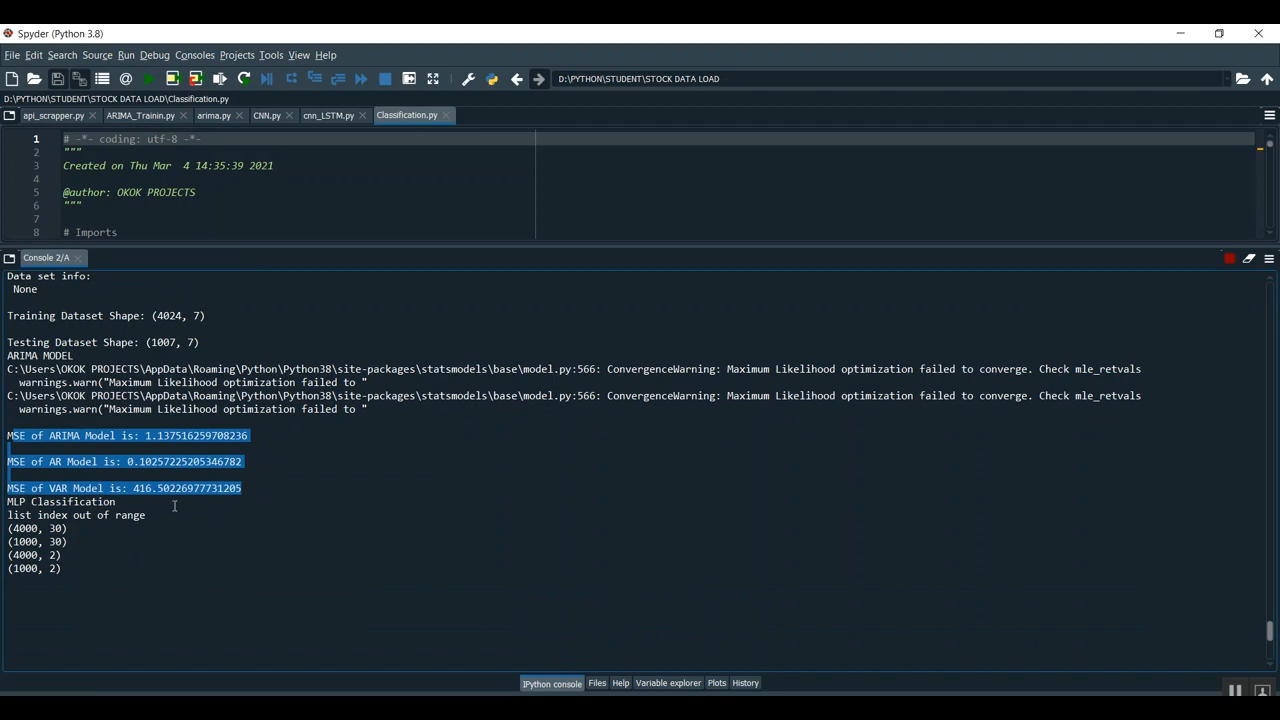 Spyder (Python 3.8)
File Edit Search Source Run Debug Consoles Projects Tools View Help
D:\PYTHON\STUDENT\STOCK DATA LOAD
D:\PYTHON\STUDENT\STOCK DATA LOAD\Classification.py
api_scrapper.py ARIMA_Trainin.py arima.py CNN.py cnn_LSTM.py Classification.py
1 # -*- coding: utf-8 -*-
2 """
3 Created on Thu Mar  4 14:35:39 2021
4
5 @author: OKOK PROJECTS
6 """
7
8 # Imports
Console 2/A
Data set info:
None
Training Dataset Shape: (4024, 7)
Testing Dataset Shape: (1007, 7)
ARIMA MODEL
C:\Users\OKOK PROJECTS\AppData\Roaming\Python\Python38\site-packages\statsmodels\base\model.py:566: ConvergenceWarning: Maximum Likelihood optimization failed to converge. Check mle_retvals
warnings.warn("Maximum Likelihood optimization failed to "
C:\Users\OKOK PROJECTS\AppData\Roaming\Python\Python38\site-packages\statsmodels\base\model.py:566: ConvergenceWarning: Maximum Likelihood optimization failed to converge. Check mle_retvals
warnings.warn("Maximum Likelihood optimization failed to "
MSE of ARIMA Model is: 1.137516259708236
MSE of AR Model is: 0.10257225205346782
MSE of VAR Model is: 416.50226977731205
MLP Classification
list index out of range
(4000, 30)
(1000, 30)
(4000, 2)
(1000, 2)
IPython console Files Help Variable explorer Plots History